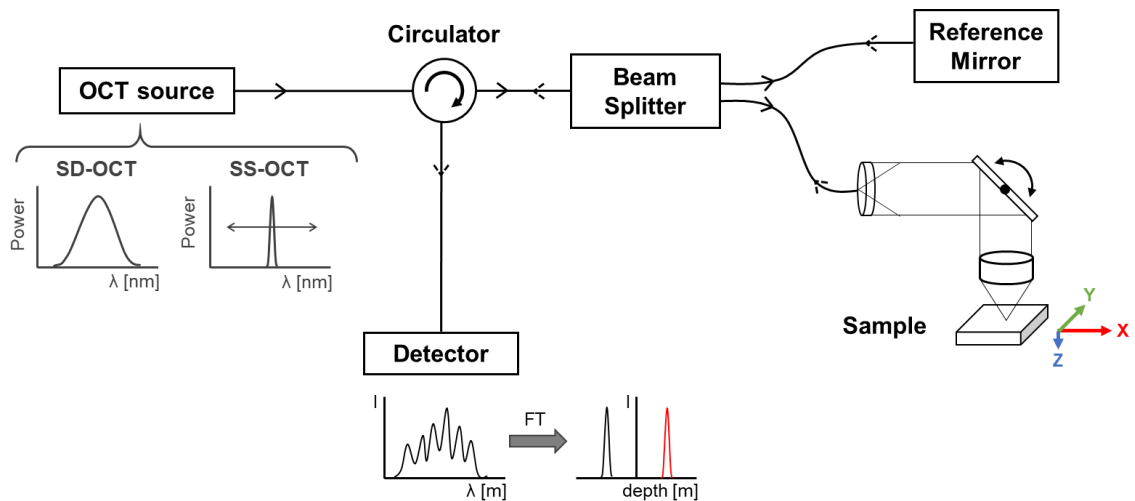 Circulator
Reference
Mirror
OCT source
Beam
Splitter
SD-OCT
SS-OCT
Power
λ [nm]
Power
λ [nm]
Sample
Y
X
Z
Detector
I
λ [m]
FT
I
depth [m]